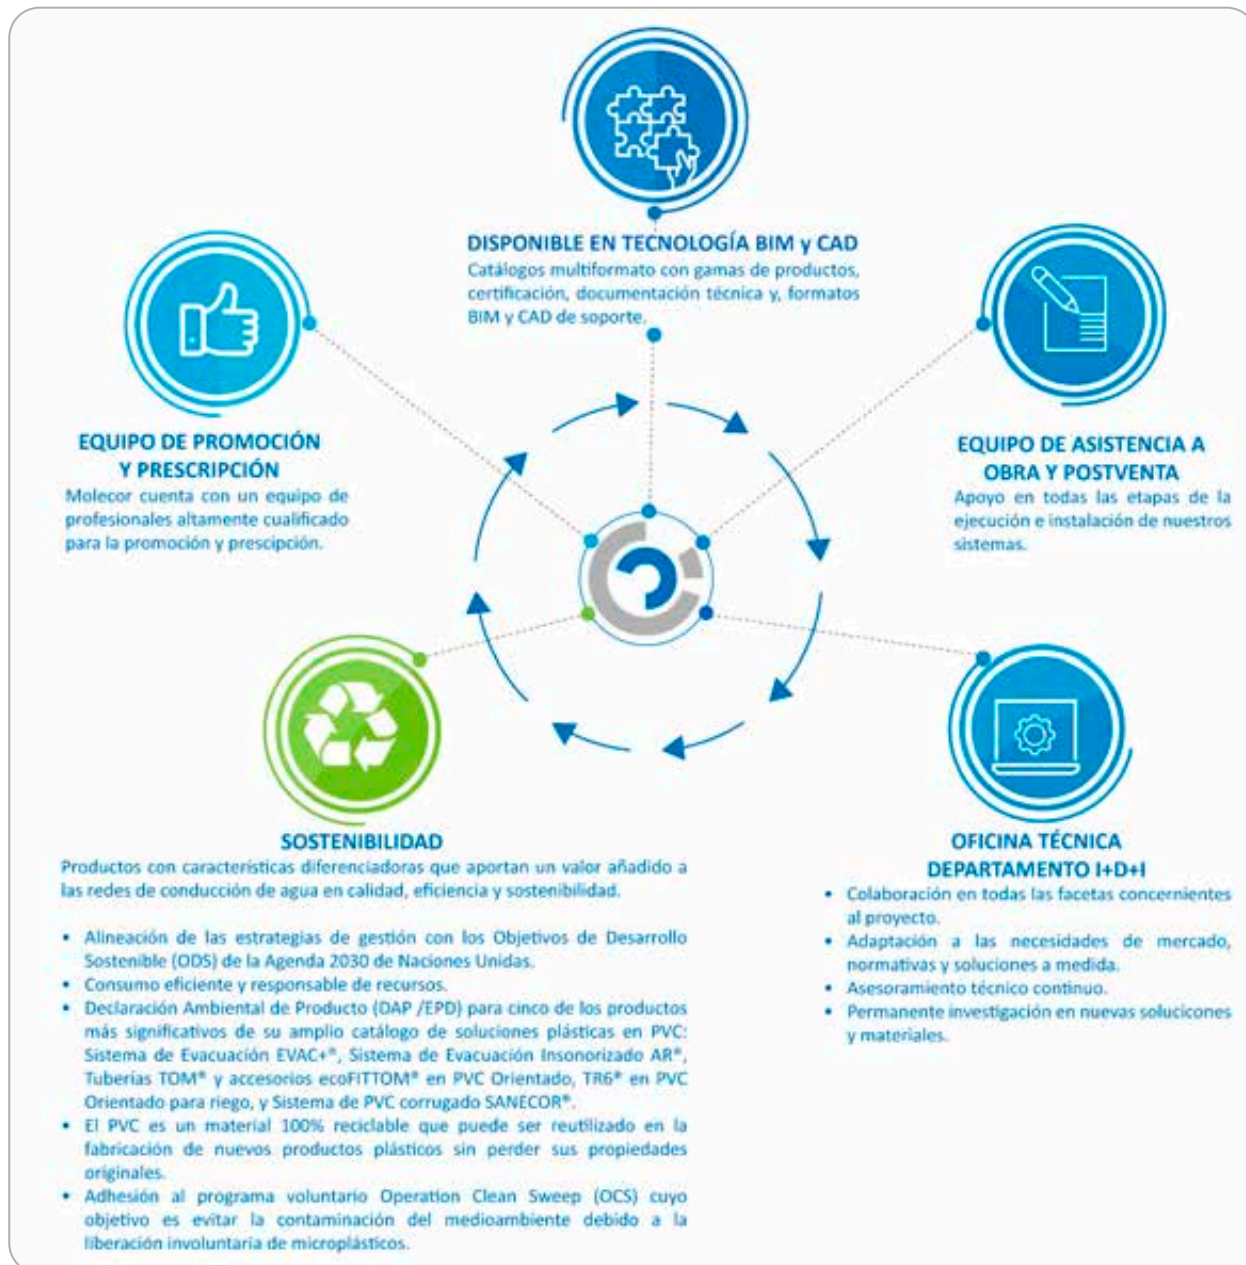 DISPONIBLE EN TECNOLOGÍA BIM y CAD
Catálogos multiformato con gamas de productos,
certificación, documentación técnica y, formatos
BIM y CAD de soporte.
EQUIPO DE PROMOCIÓN
Y PRESCRIPCIÓN
Molecor cuenta con un equipo de
profesionales altamente cualificado
para la promoción y prescipción.
EQUIPO DE ASISTENCIA A
OBRA Y POSTVENTA
Apoyo en todas las etapas de la
ejecución e instalación de nuestros
sistemas.
SOSTENIBILIDAD
Productos con características diferenciadoras que aportan un valor añadido a
las redes de conducción de agua en calidad, eficiencia y sostenibilidad.
• Alineación de las estrategias de gestión con los Objetivos de Desarrollo
Sostenible (ODS) de la Agenda 2030 de Naciones Unidas.
• Consumo eficiente y responsable de recursos.
• Declaración Ambiental de Producto (DAP /EPD) para cinco de los productos
más significativos de su amplio catálogo de soluciones plásticas en PVC:
Sistema de Evacuación EVAC+®, Sistema de Evacuación Insonorizado AR®,
Tuberías TOM® y accesorios ecoFITTOM® en PVC Orientado, TR6® en PVC
Orientado para riego, y Sistema de PVC corrugado SANECOR®.
• El PVC es un material 100% reciclable que puede ser reutilizado en la
fabricación de nuevos productos plásticos sin perder sus propiedades
originales.
• Adhesión al programa voluntario Operation Clean Sweep (OCS) cuyo
objetivo es evitar la contaminación del medioambiente debido a la
liberación involuntaria de microplásticos.
OFICINA TÉCNICA
DEPARTAMENTO I+D+I
• Colaboración en todas las facetas concernientes
al proyecto.
• Adaptación a las necesidades de mercado,
normativas y soluciones a medida.
• Asesoramiento técnico continuo.
• Permanente investigación en nuevas solucicones
y materiales.